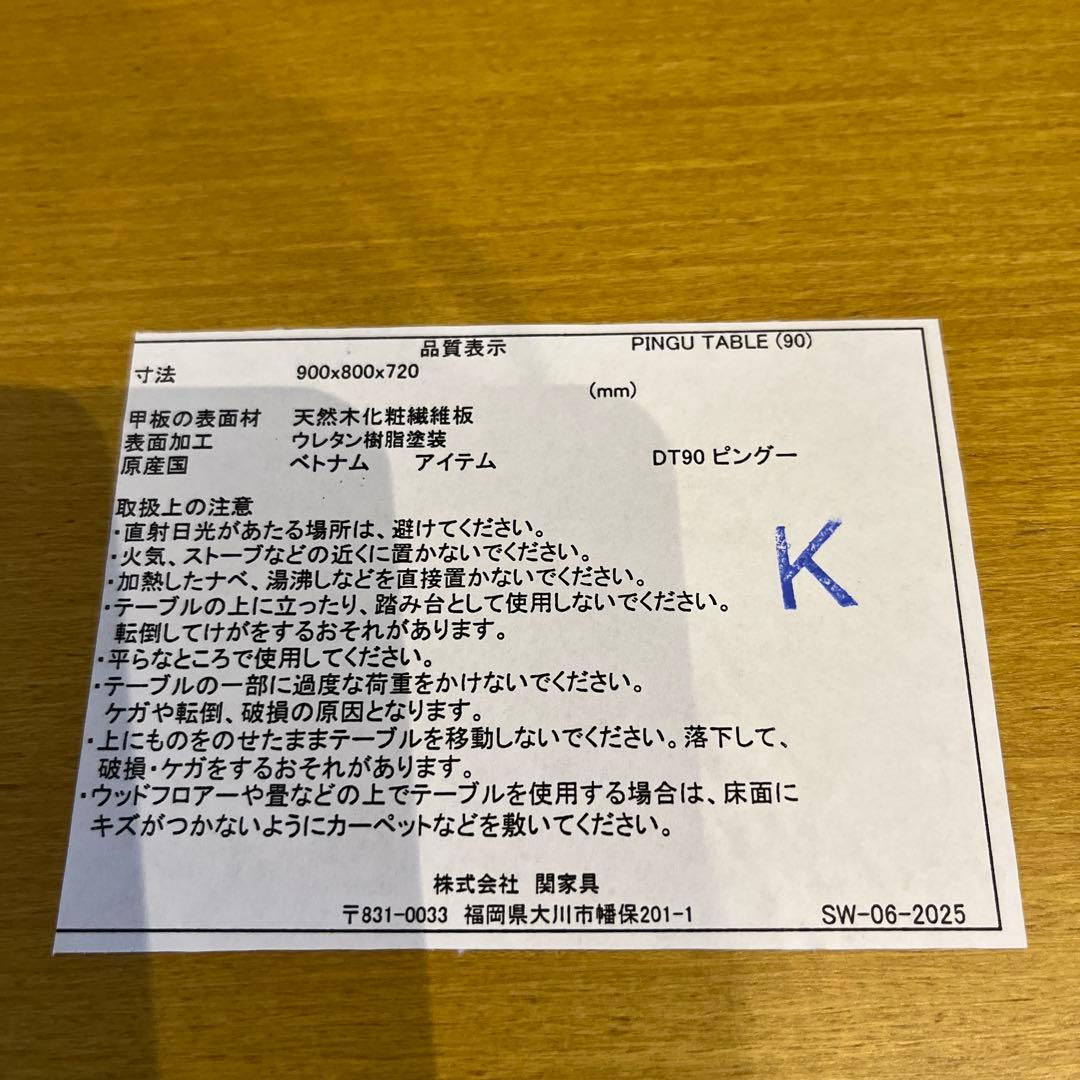 品質表示 PINGU TABLE (90)
寸法 900x800x720
(mm)
甲板の表面材 天然木化粧繊維板
表面加工 ウレタン樹脂塗装
原産国 ベトナム アイテム DT90 ピングー
取扱上の注意
・直射日光があたる場所は、避けてください。
・火気、ストーブなどの近くに置かないでください。
・加熱したナベ、湯沸しなどを直接置かないでください。
・テーブルの上に立ったり、踏み台として使用しないでください。
転倒してけがをするおそれがあります。
・平らなところで使用してください。
・テーブルの一部に過度な荷重をかけないでください。
ケガや転倒、破損の原因となります。
・上にものをのせたままテーブルを移動しないでください。落下して、
破損・ケガをするおそれがあります。
・ウッドフロアーや畳などの上でテーブルを使用する場合は、床面に
キズがつかないようにカーペットなどを敷いてください。
K
株式会社 関家具
〒831-0033 福岡県大川市幡保201-1 SW-06-2025